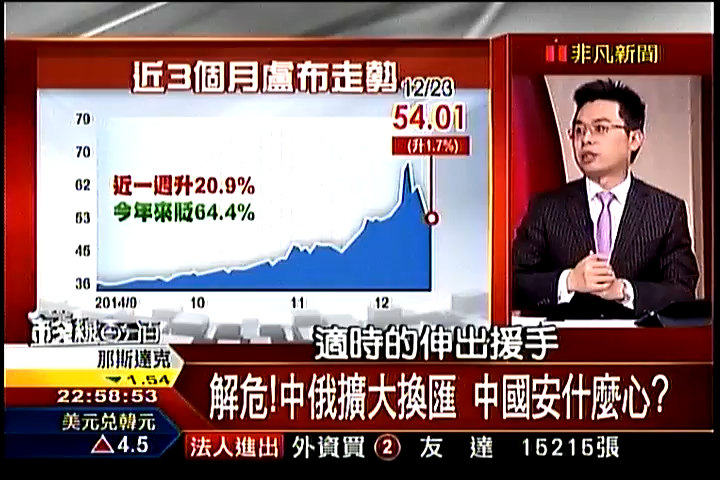 非凡新聞
近3個月盧布走勢
12/23
54.01
(升1.7%)
近一週升20.9%
今年來貶64.4%
79
70
62
53
45
36
2014/0 10 11 12
適時的伸出援手
解危!中俄擴大換匯 中國安什麼心?
那斯達克
▼1.54
22:58:53
美元兌韓元
△4.5
法人進出 外資買 ② 友達 15215張